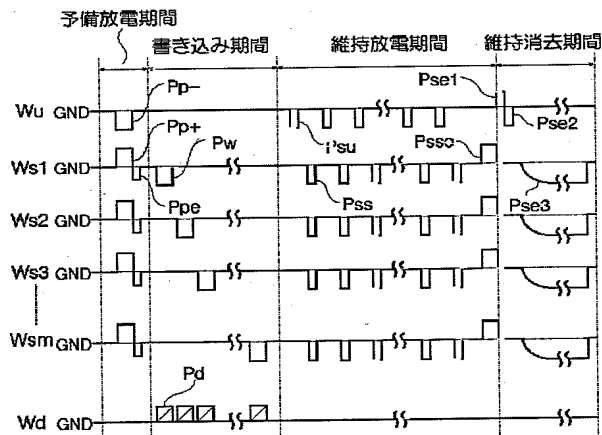 予備放電期間
書き込み期間
維持放電期間
維持消去期間
Wu GND
Pp−
Psu
Pse1
Pse2
Pp+
Ws1 GND
Pw
Ppe
Pss
Psso
Pse3
Ws2 GND
Ws3 GND
Wsm GND
Pd
Wd GND